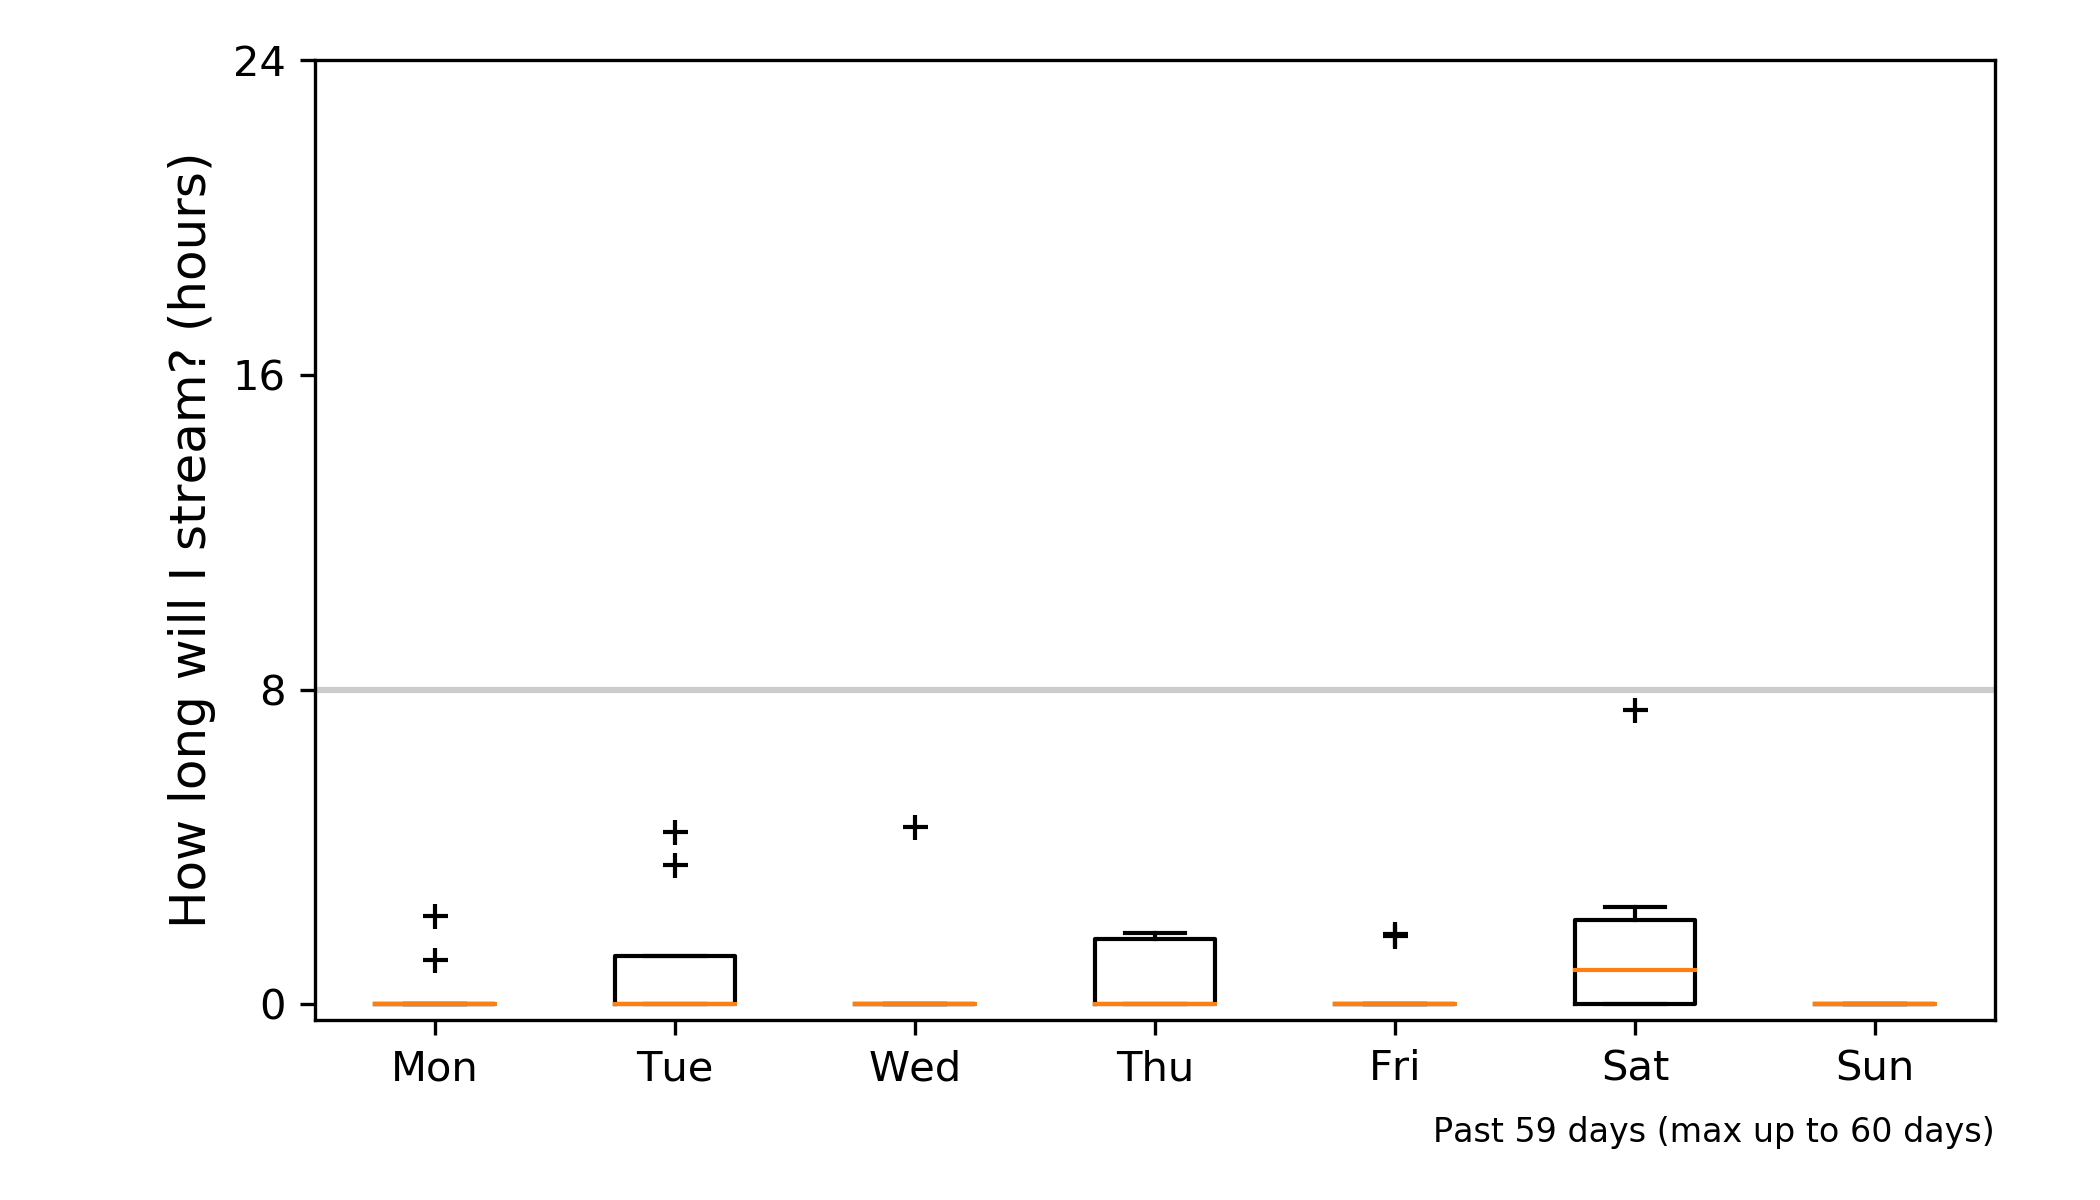 How long will I stream? (hours)
24
16
8
0
Mon Tue Wed Thu Fri Sat Sun
Past 59 days (max up to 60 days)